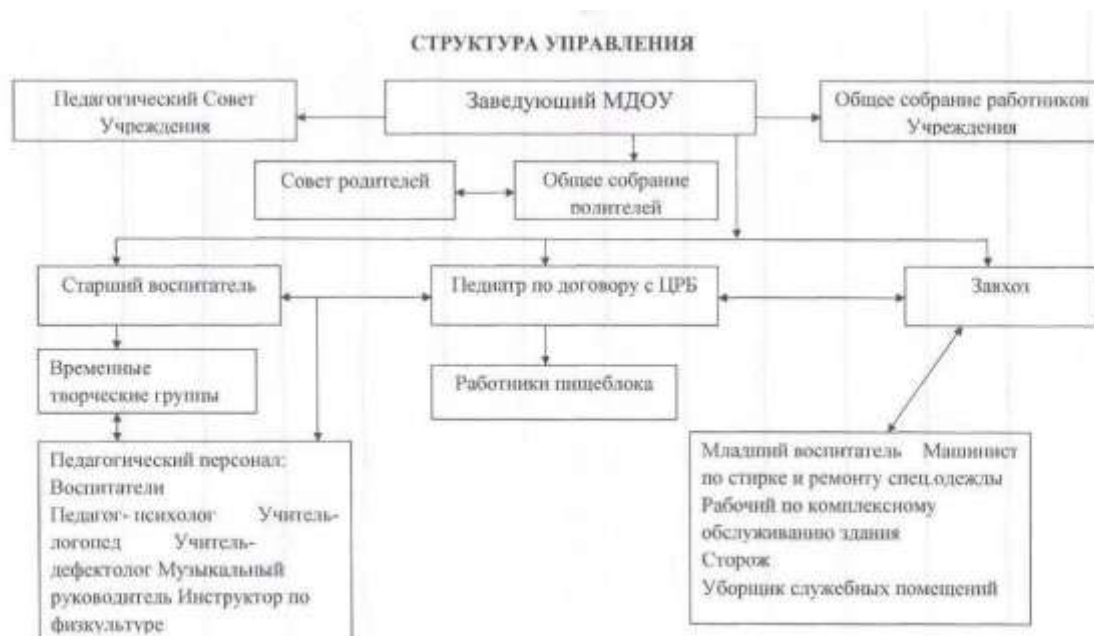 СТРУКТУРА УПРАВЛЕНИЯ
Педагогический Совет
Учреждения
Заведующий МДОУ
Общее собрание работников
Учреждения
Совет родителей
Общее собрание
родителей
Старший воспитатель
Педиатр по договору с ЦРБ
Завхоз
Временные
творческие группы
Работники пищеблока
Педагогический персонал:
Воспитатели
Педагог- психолог Учитель-
логопед Учитель-
дефектолог Музыкальный
руководитель Инструктор по
физкультуре
Младший воспитатель Машинист
по стирке и ремонту спец.одежды
Рабочий по комплексному
обслуживанию здания
Сторож
Уборщик служебных помещений